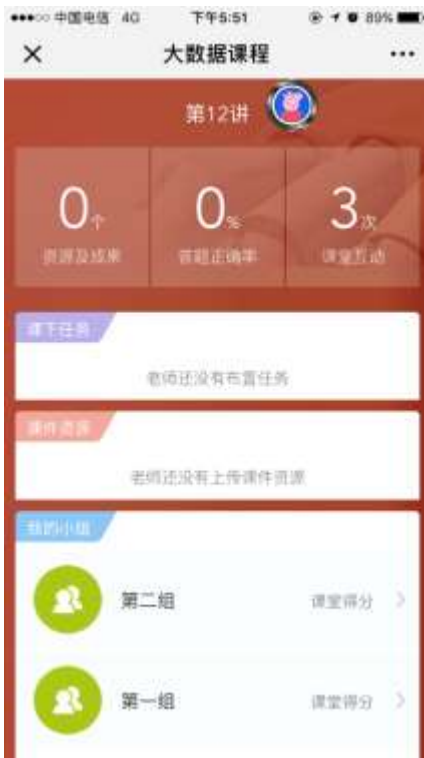 中国电信 4G 下午5:51 89%
大数据课程
第12讲
0个 0% 3次
资源及成果 答题正确率 课堂互动
课下任务
老师还没有布置任务
课件资源
老师还没有上传课件资源
我的小组
第二组 课堂得分
第一组 课堂得分